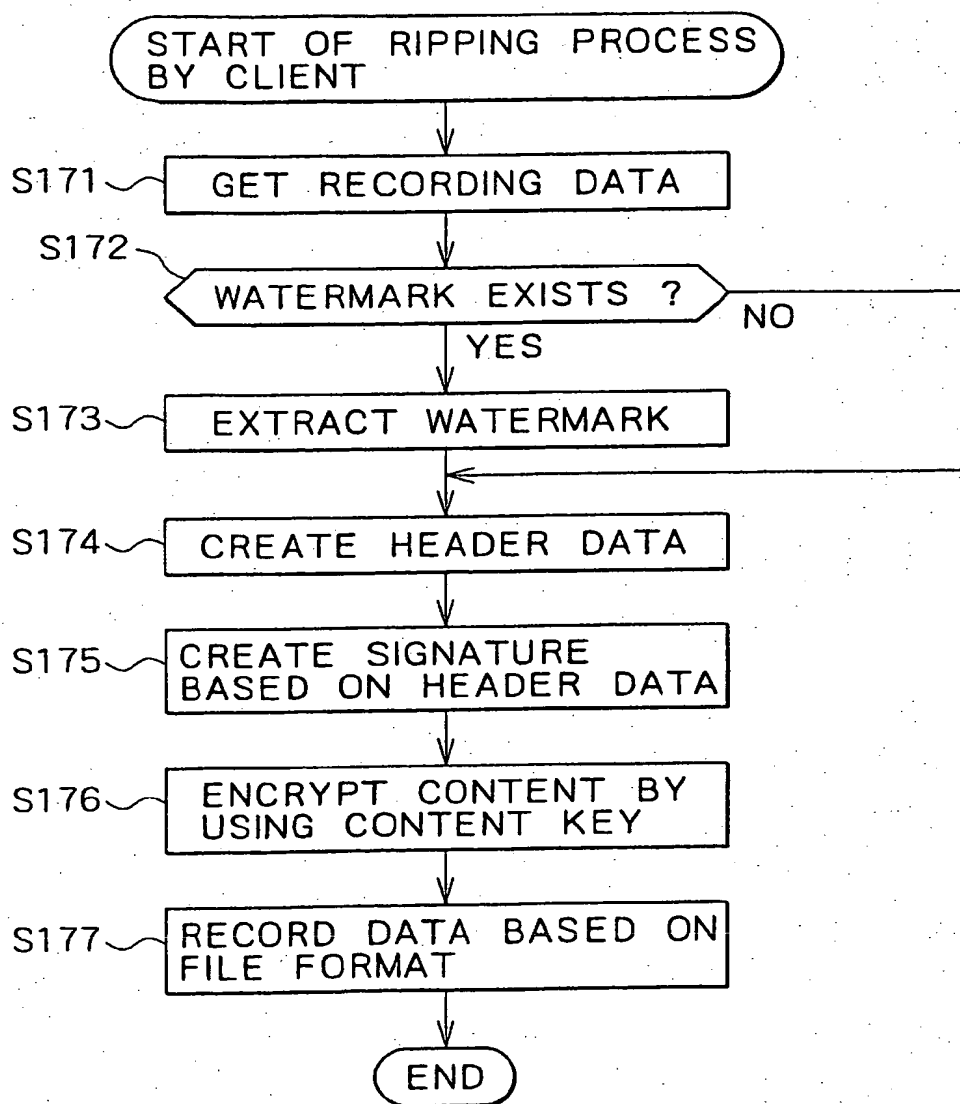 START OF RIPPING PROCESS
BY CLIENT
S171
GET RECORDING DATA
S172
WATERMARK EXISTS ?
NO
YES
S173
EXTRACT WATERMARK
S174
CREATE HEADER DATA
S175
CREATE SIGNATURE
BASED ON HEADER DATA
S176
ENCRYPT CONTENT BY
USING CONTENT KEY
S177
RECORD DATA BASED ON
FILE FORMAT
END